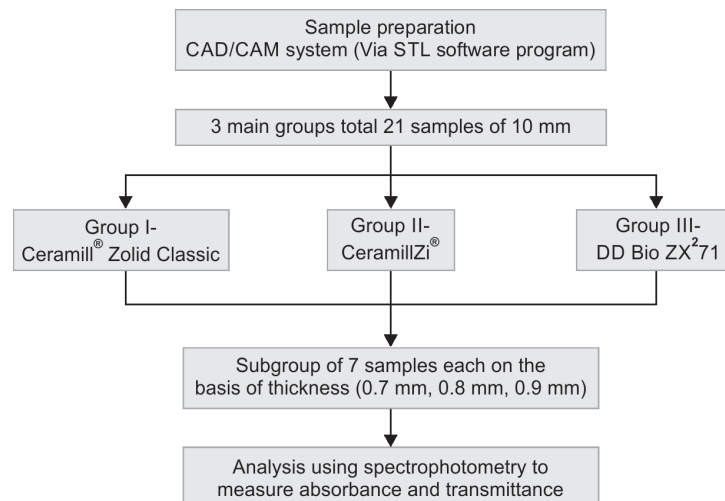 Sample preparation
CAD/CAM system (Via STL software program)
3 main groups total 21 samples of 10 mm
Group I-
Ceramill® Zolid Classic
Group II-
CeramillZi®
Group III-
DD Bio ZX²71
Subgroup of 7 samples each on the
basis of thickness (0.7 mm, 0.8 mm, 0.9 mm)
Analysis using spectrophotometry to
measure absorbance and transmittance